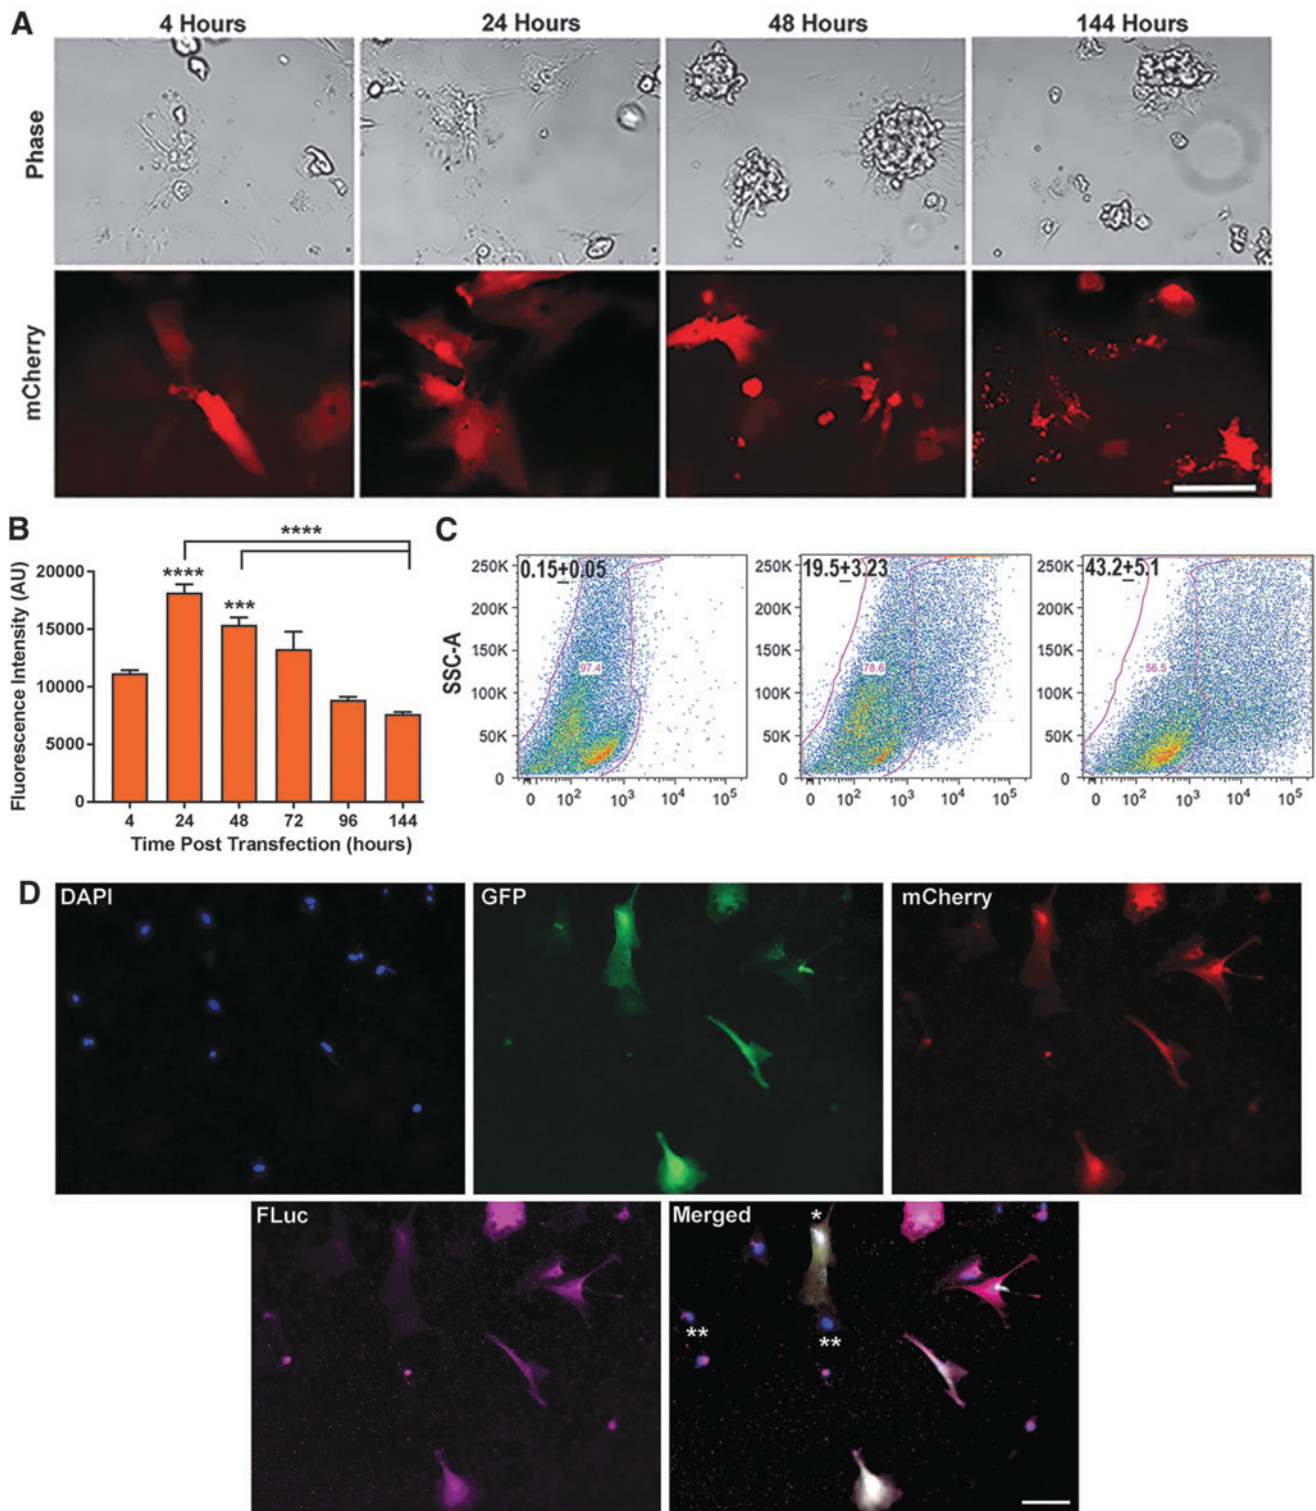 A
4 Hours 24 Hours 48 Hours 144 Hours
Phase
mCherry
B
****
**** ***
Fluorescence Intensity (AU)
20000
15000
10000
5000
0
4 24 48 72 96 144
Time Post Transfection (hours)
C
SSC-A
0.15±0.05
250K
200K
150K
100K
50K
0
97.4
0 10² 10³ 10⁴ 10⁵
19.5±3.23
250K
200K
150K
100K
50K
0
78.6
0 10² 10³ 10⁴ 10⁵
43.2±5.1
250K
200K
150K
100K
50K
0
56.5
0 10² 10³ 10⁴ 10⁵
D
DAPI GFP mCherry
FLuc Merged
*
** **